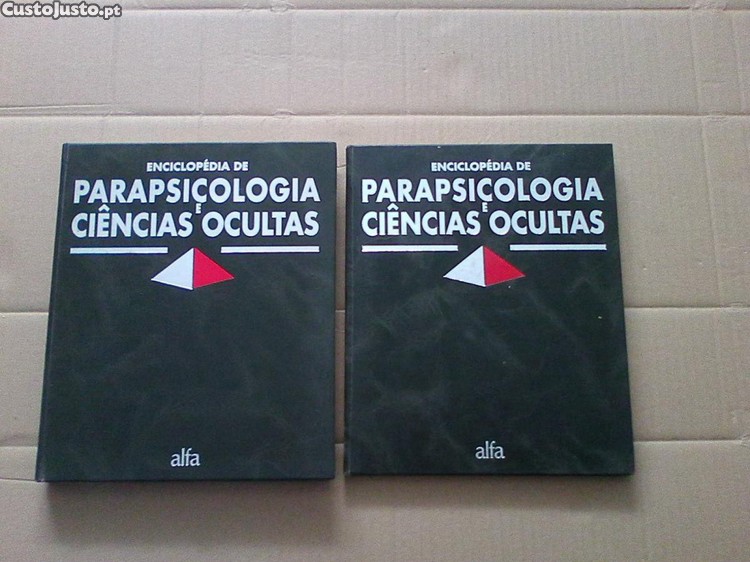 CustoJusto.pt
ENCICLOPÉDIA DE
PARAPSICOLOGIA
E
CIÊNCIAS OCULTAS
alfa
ENCICLOPÉDIA DE
PARAPSICOLOGIA
E
CIÊNCIAS OCULTAS
alfa